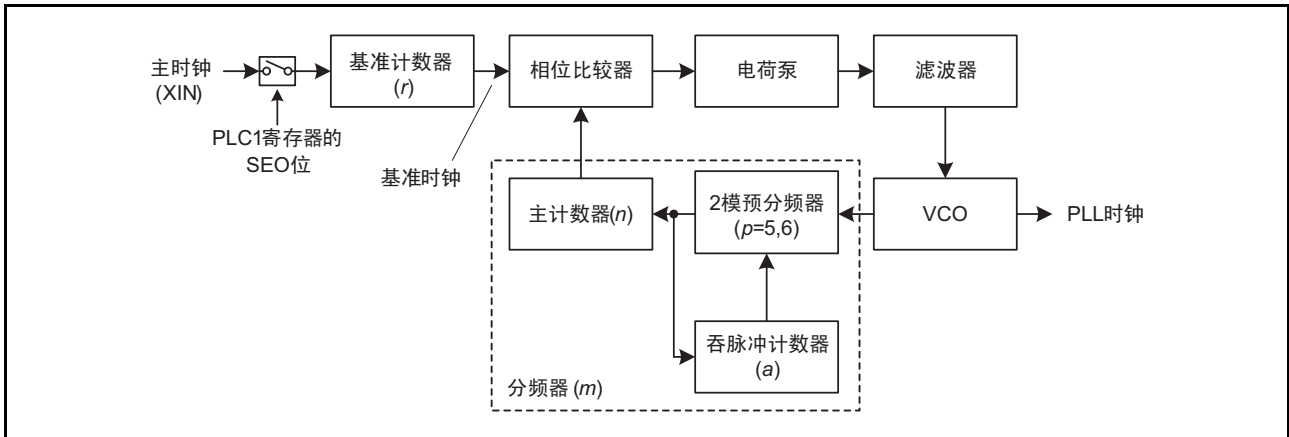 主时钟
(XIN)
PLC1寄存器的
SEO位
基准计数器
(r)
基准时钟
相位比较器
电荷泵
滤波器
主计数器(n)
2模预分频器
(p=5,6)
VCO
PLL时钟
吞脉冲计数器
(a)
分频器 (m)